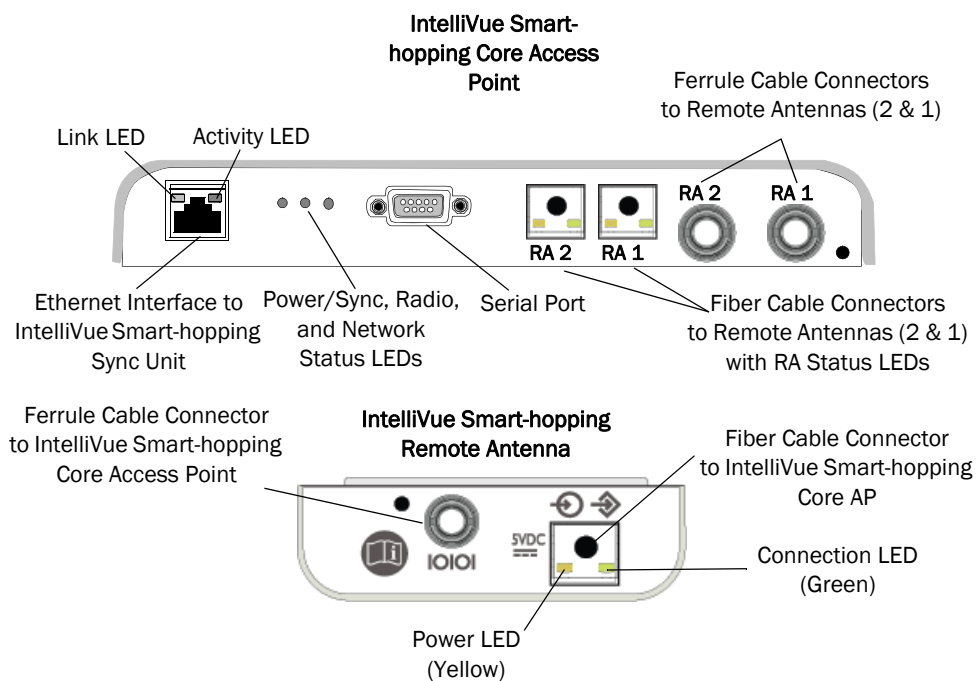 IntelliVue Smart-
hopping Core Access
Point
Ferrule Cable Connectors
to Remote Antennas (2 & 1)
Link LED
Activity LED
RA 2
RA 1
RA 2
RA 1
Ethernet Interface to
IntelliVue Smart-hopping
Sync Unit
Power/Sync, Radio,
and Network
Status LEDs
Serial Port
Fiber Cable Connectors
to Remote Antennas (2 & 1)
with RA Status LEDs
Ferrule Cable Connector
to IntelliVue Smart-hopping
Core Access Point
IntelliVue Smart-hopping
Remote Antenna
Fiber Cable Connector
to IntelliVue Smart-hopping
Core AP
5VDC
IOIOI
Connection LED
(Green)
Power LED
(Yellow)